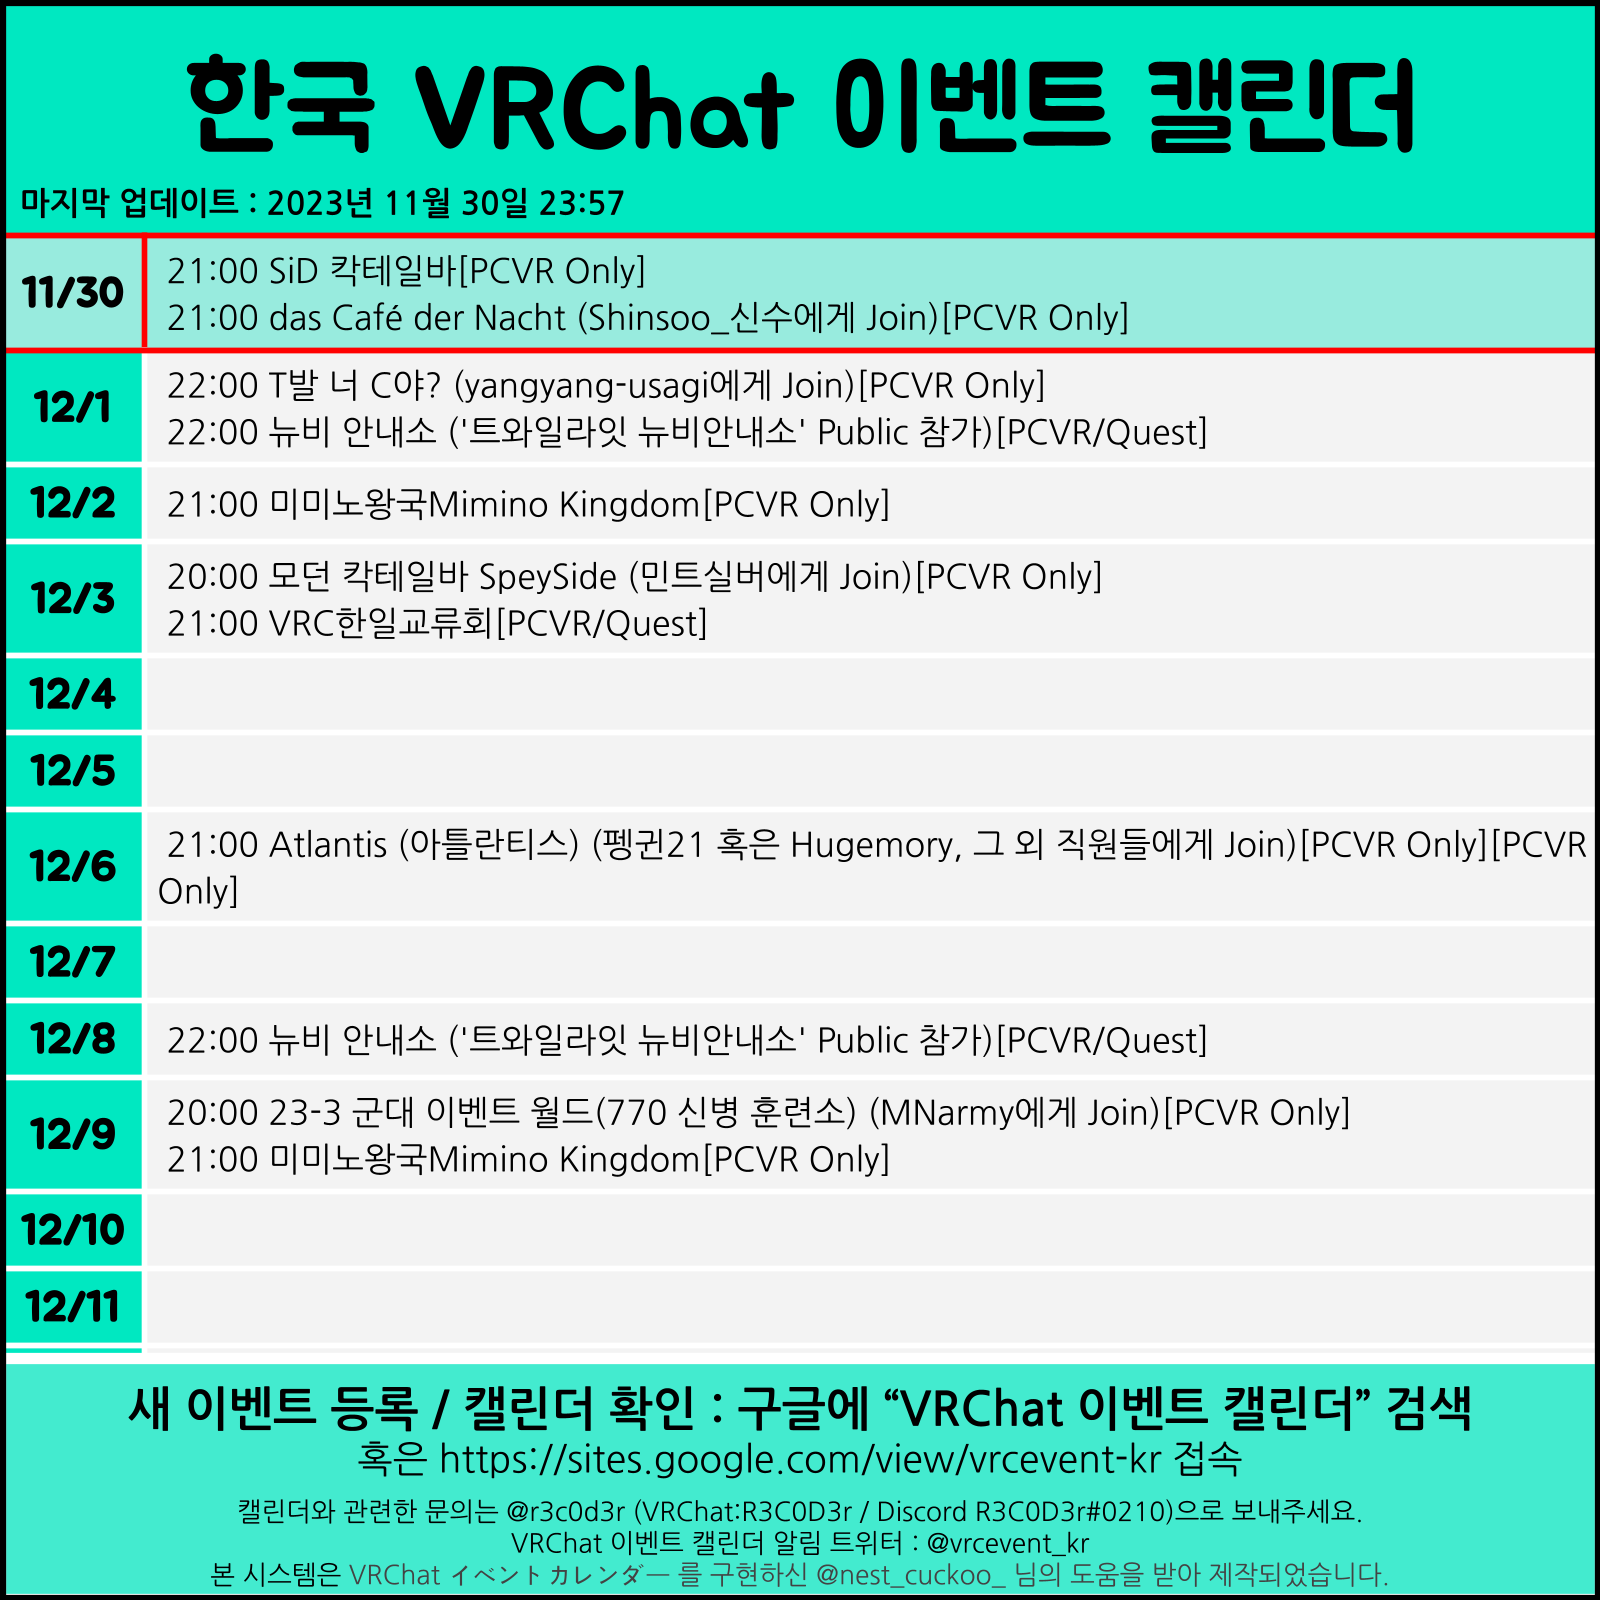 한국 VRChat 이벤트 캘린더
마지막 업데이트 : 2023년 11월 30일 23:57
11/30
21:00 SiD 칵테일바[PCVR Only]
21:00 das Café der Nacht (Shinsoo_신수에게 Join)[PCVR Only]
12/1
22:00 T발 너 C야? (yangyang-usagi에게 Join)[PCVR Only]
22:00 뉴비 안내소 ('트와일라잇 뉴비안내소' Public 참가)[PCVR/Quest]
12/2
21:00 미미노왕국Mimino Kingdom[PCVR Only]
12/3
20:00 모던 칵테일바 SpeySide (민트실버에게 Join)[PCVR Only]
21:00 VRC한일교류회[PCVR/Quest]
12/4
12/5
12/6
21:00 Atlantis (아틀란티스) (펭귄21 혹은 Hugemory, 그 외 직원들에게 Join)[PCVR Only][PCVR
Only]
12/7
12/8
22:00 뉴비 안내소 ('트와일라잇 뉴비안내소' Public 참가)[PCVR/Quest]
12/9
20:00 23-3 군대 이벤트 월드(770 신병 훈련소) (MNarmy에게 Join)[PCVR Only]
21:00 미미노왕국Mimino Kingdom[PCVR Only]
12/10
12/11
새 이벤트 등록 / 캘린더 확인 : 구글에 “VRChat 이벤트 캘린더” 검색
혹은 https://sites.google.com/view/vrcevent-kr 접속
캘린더와 관련한 문의는 @r3c0d3r (VRChat:R3C0D3r / Discord R3C0D3r#0210)으로 보내주세요.
VRChat 이벤트 캘린더 알림 트위터 : @vrcevent_kr
본 시스템은 VRChat イベントカレンダー 를 구현하신 @nest_cuckoo_ 님의 도움을 받아 제작되었습니다.